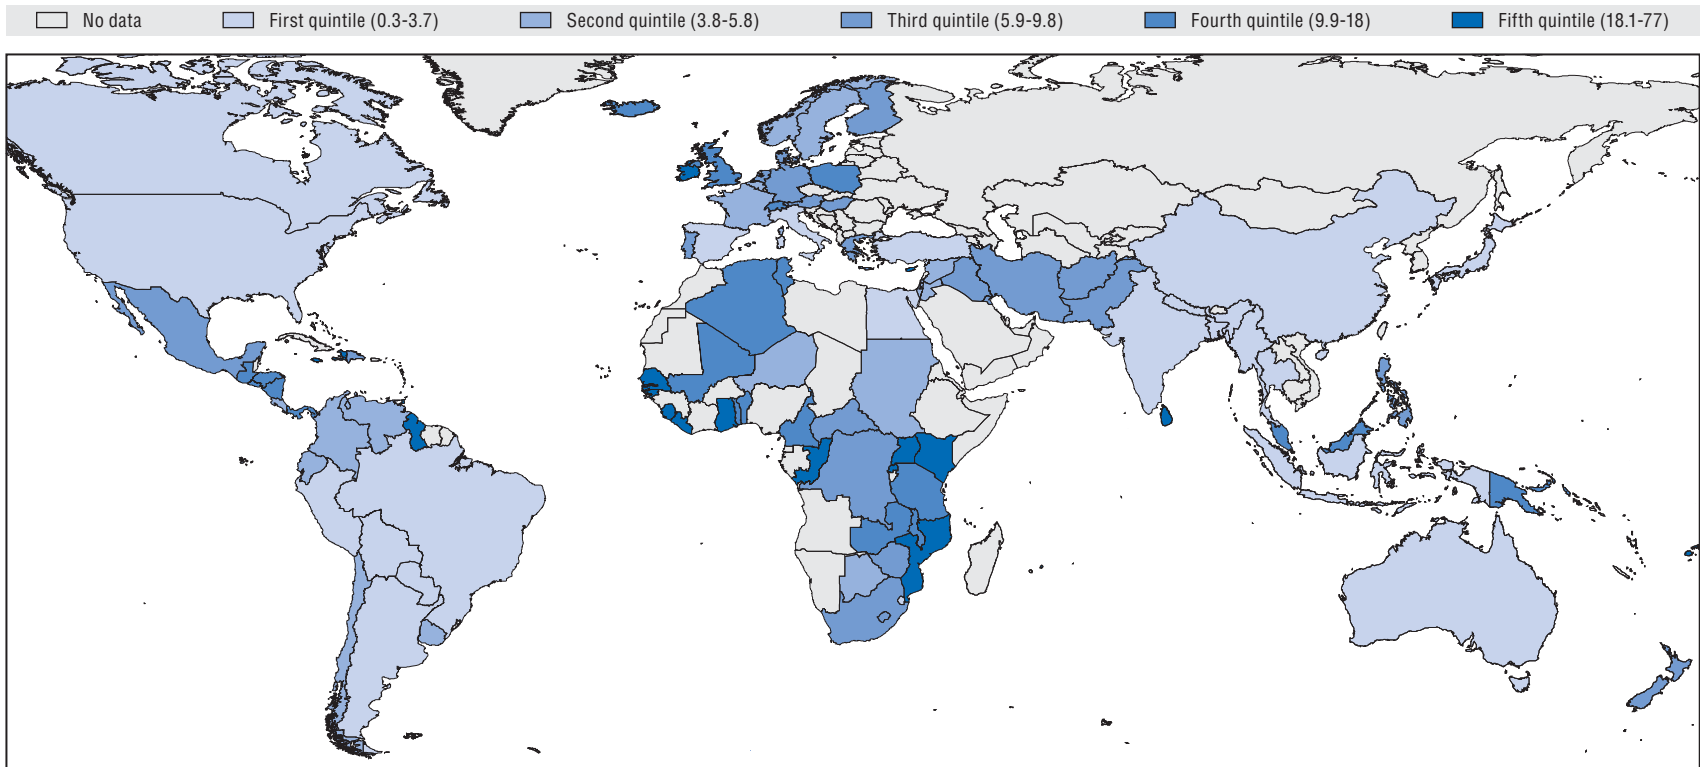 No data First quintile (0.3-3.7) Second quintile (3.8-5.8) Third quintile (5.9-9.8) Fourth quintile (9.9-18) Fifth quintile (18.1-77)